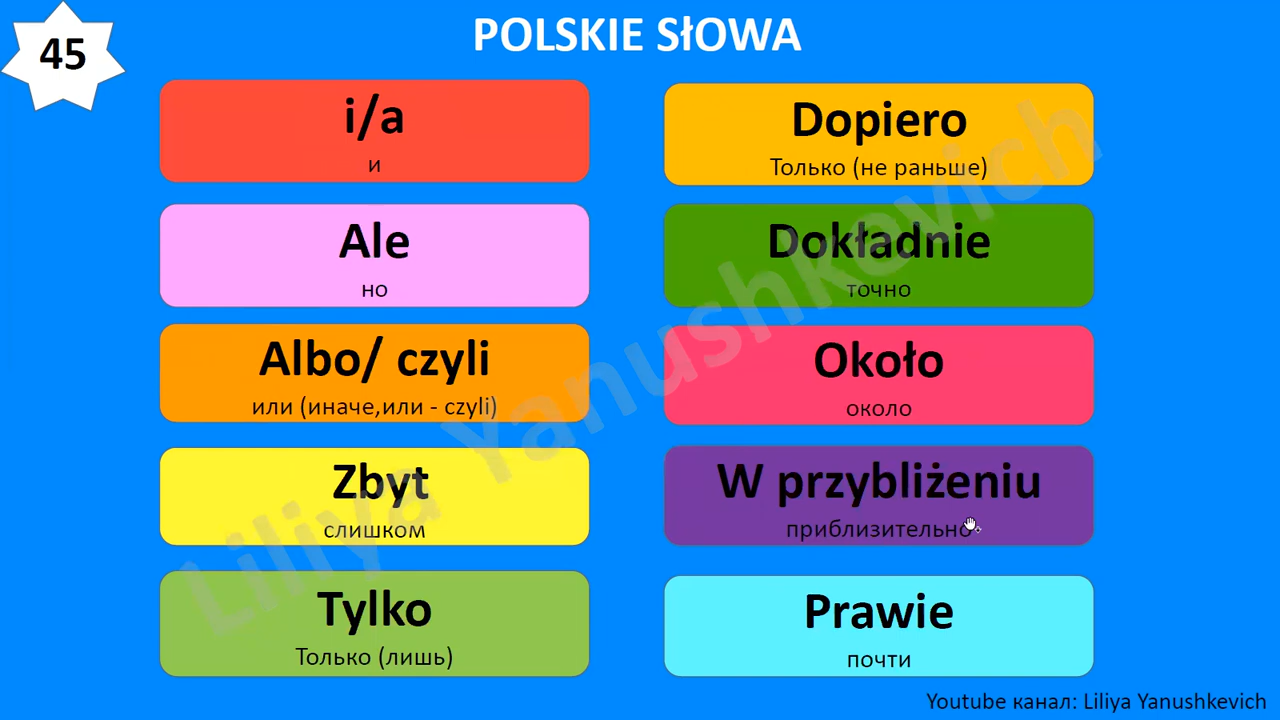 45
POLSKIE SłOWA
i/a
и
Ale
но
Albo/ czyli
или (иначе,или - czyli)
Zbyt
слишком
Tylko
Только (лишь)
Dopiero
Только (не раньше)
Dokładnie
точно
Około
около
W przybliżeniu
приблизительно
Prawie
почти
Liliya Yanushkevich
Youtube канал: Liliya Yanushkevich